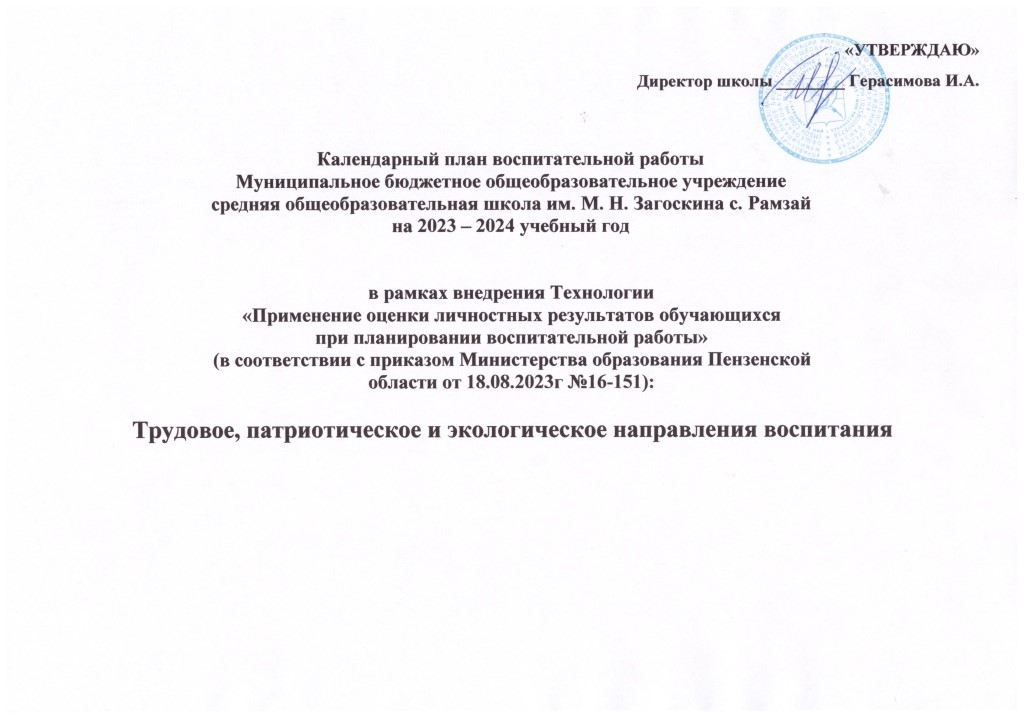 «УТВЕРЖДАЮ»
Директор школы ________ Герасимова И.А.
Календарный план воспитательной работы
Муниципальное бюджетное общеобразовательное учреждение
средняя общеобразовательная школа им. М. Н. Загоскина с. Рамзай
на 2023 – 2024 учебный год
в рамках внедрения Технологии
«Применение оценки личностных результатов обучающихся
при планировании воспитательной работы»
(в соответствии с приказом Министерства образования Пензенской
области от 18.08.2023г №16-151):
Трудовое, патриотическое и экологическое направления воспитания